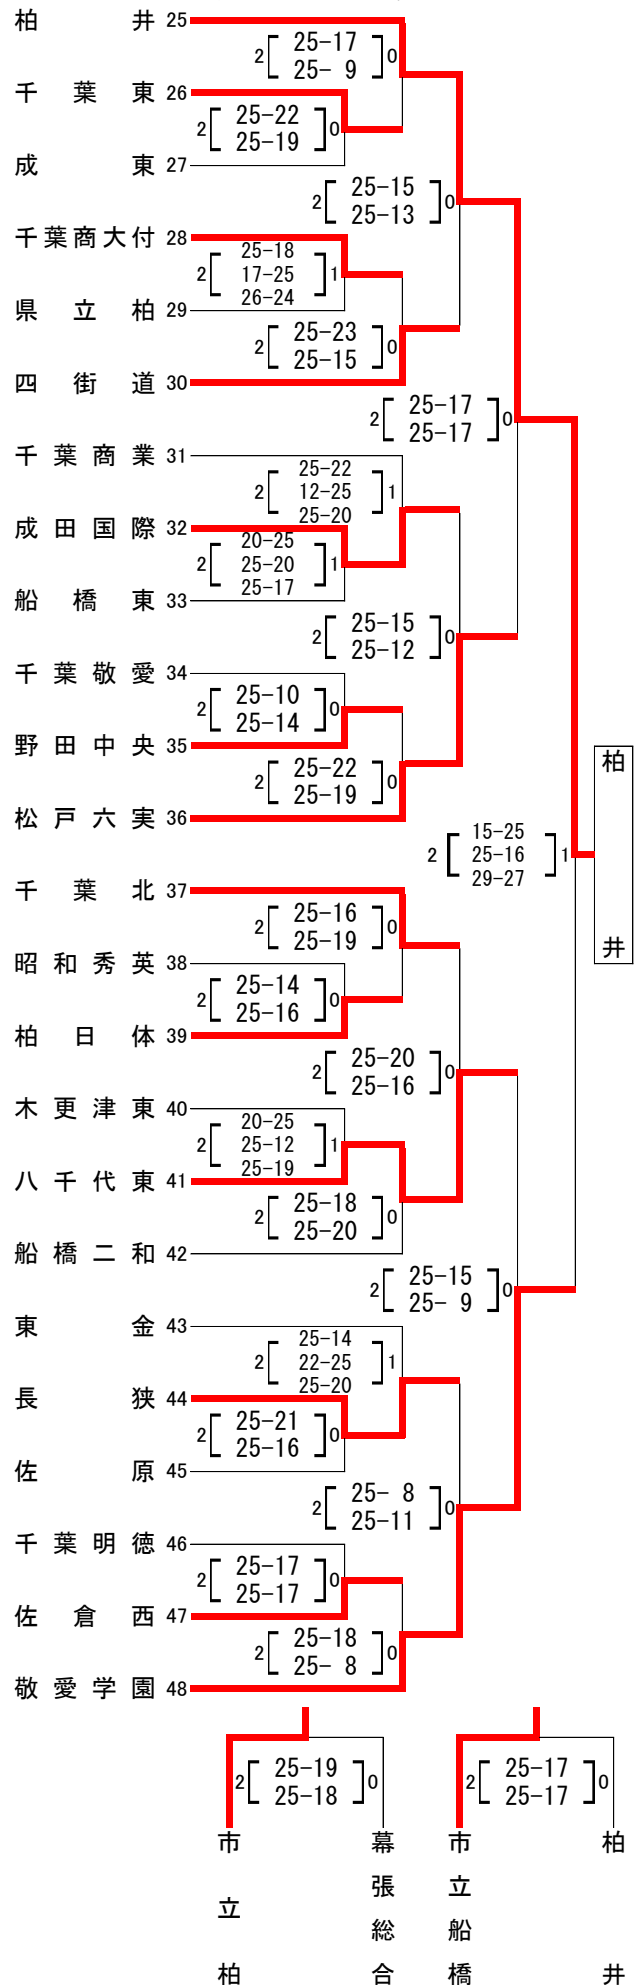 柏井 25
2 [ 25-17 ] 0
25- 9
千葉東 26
2 [ 25-22 ] 0
25-19
成東 27
2 [ 25-15 ] 0
25-13
千葉商大付 28
25-18
2 [ 17-25 ] 1
26-24
県立柏 29
2 [ 25-23 ] 0
25-15
四街道 30
2 [ 25-17 ] 0
25-17
千葉商業 31
25-22
2 [ 12-25 ] 1
25-20
成田国際 32
20-25
2 [ 25-20 ] 1
25-17
船橋東 33
2 [ 25-15 ] 0
25-12
千葉敬愛 34
2 [ 25-10 ] 0
25-14
野田中央 35
2 [ 25-22 ] 0
25-19
松戸六実 36
15-25
2 [ 25-16 ] 1
29-27
柏井
千葉北 37
2 [ 25-16 ] 0
25-19
昭和秀英 38
2 [ 25-14 ] 0
25-16
柏日体 39
2 [ 25-20 ] 0
25-16
木更津東 40
20-25
2 [ 25-12 ] 1
25-19
八千代東 41
2 [ 25-18 ] 0
25-20
船橋二和 42
2 [ 25-15 ] 0
25- 9
東金 43
25-14
2 [ 22-25 ] 1
25-20
長狭 44
2 [ 25-21 ] 0
25-16
佐原 45
2 [ 25- 8 ] 0
25-11
千葉明徳 46
2 [ 25-17 ] 0
25-17
佐倉西 47
2 [ 25-18 ] 0
25- 8
敬愛学園 48
2 [ 25-19 ] 0
25-18
2 [ 25-17 ] 0
25-17
市立柏
幕張総合
市立船橋
柏井